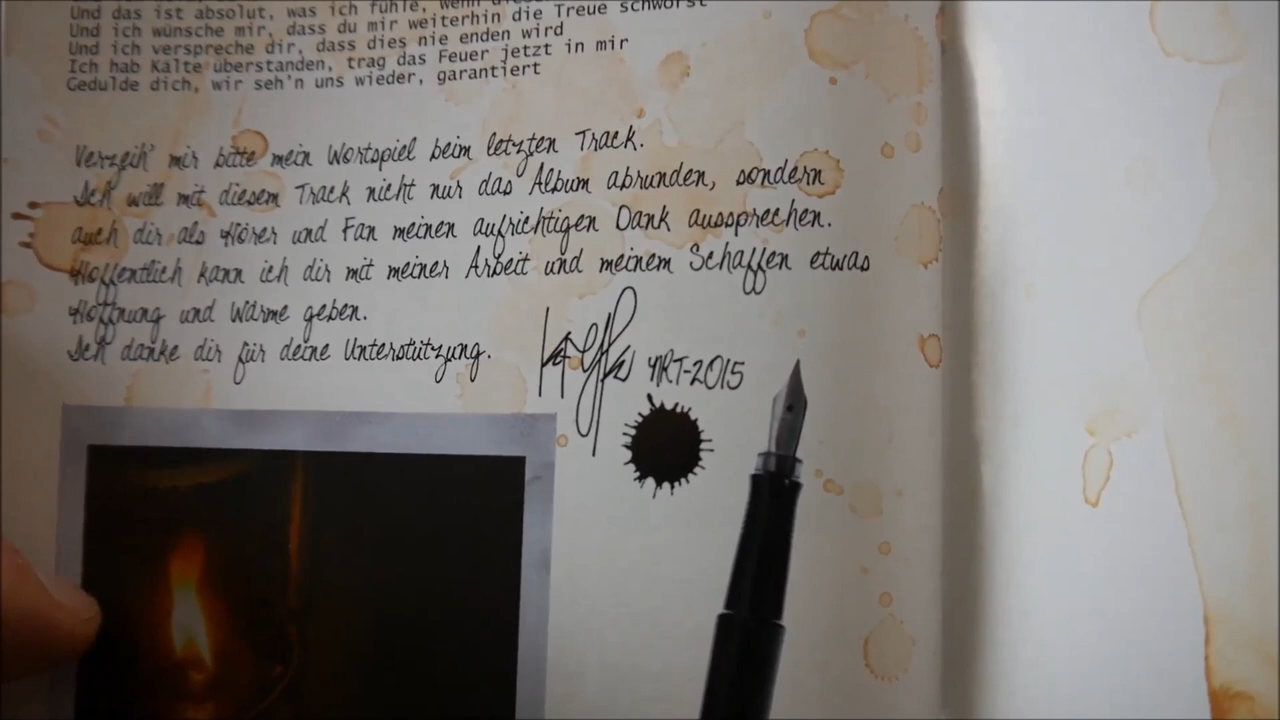 Und das ist absolut, was ich fühle, wenn
Und ich wünsche mir, dass du mir weiterhin die Treue schwörst
Und ich verspreche dir, dass dies nie enden wird
Ich hab Kälte überstanden, trag das Feuer jetzt in mir
Gedulde dich, wir seh'n uns wieder, garantiert
Verzeih' mir bitte mein Wortspiel beim letzten Track.
Ich will mit diesem Track nicht nur das Album abrunden, sondern
auch dir als Hörer und Fan meinen aufrichtigen Dank aussprechen.
Hoffentlich kann ich dir mit meiner Arbeit und meinem Schaffen etwas
Hoffnung und Wärme geben.
Ich danke dir für deine Unterstützung.